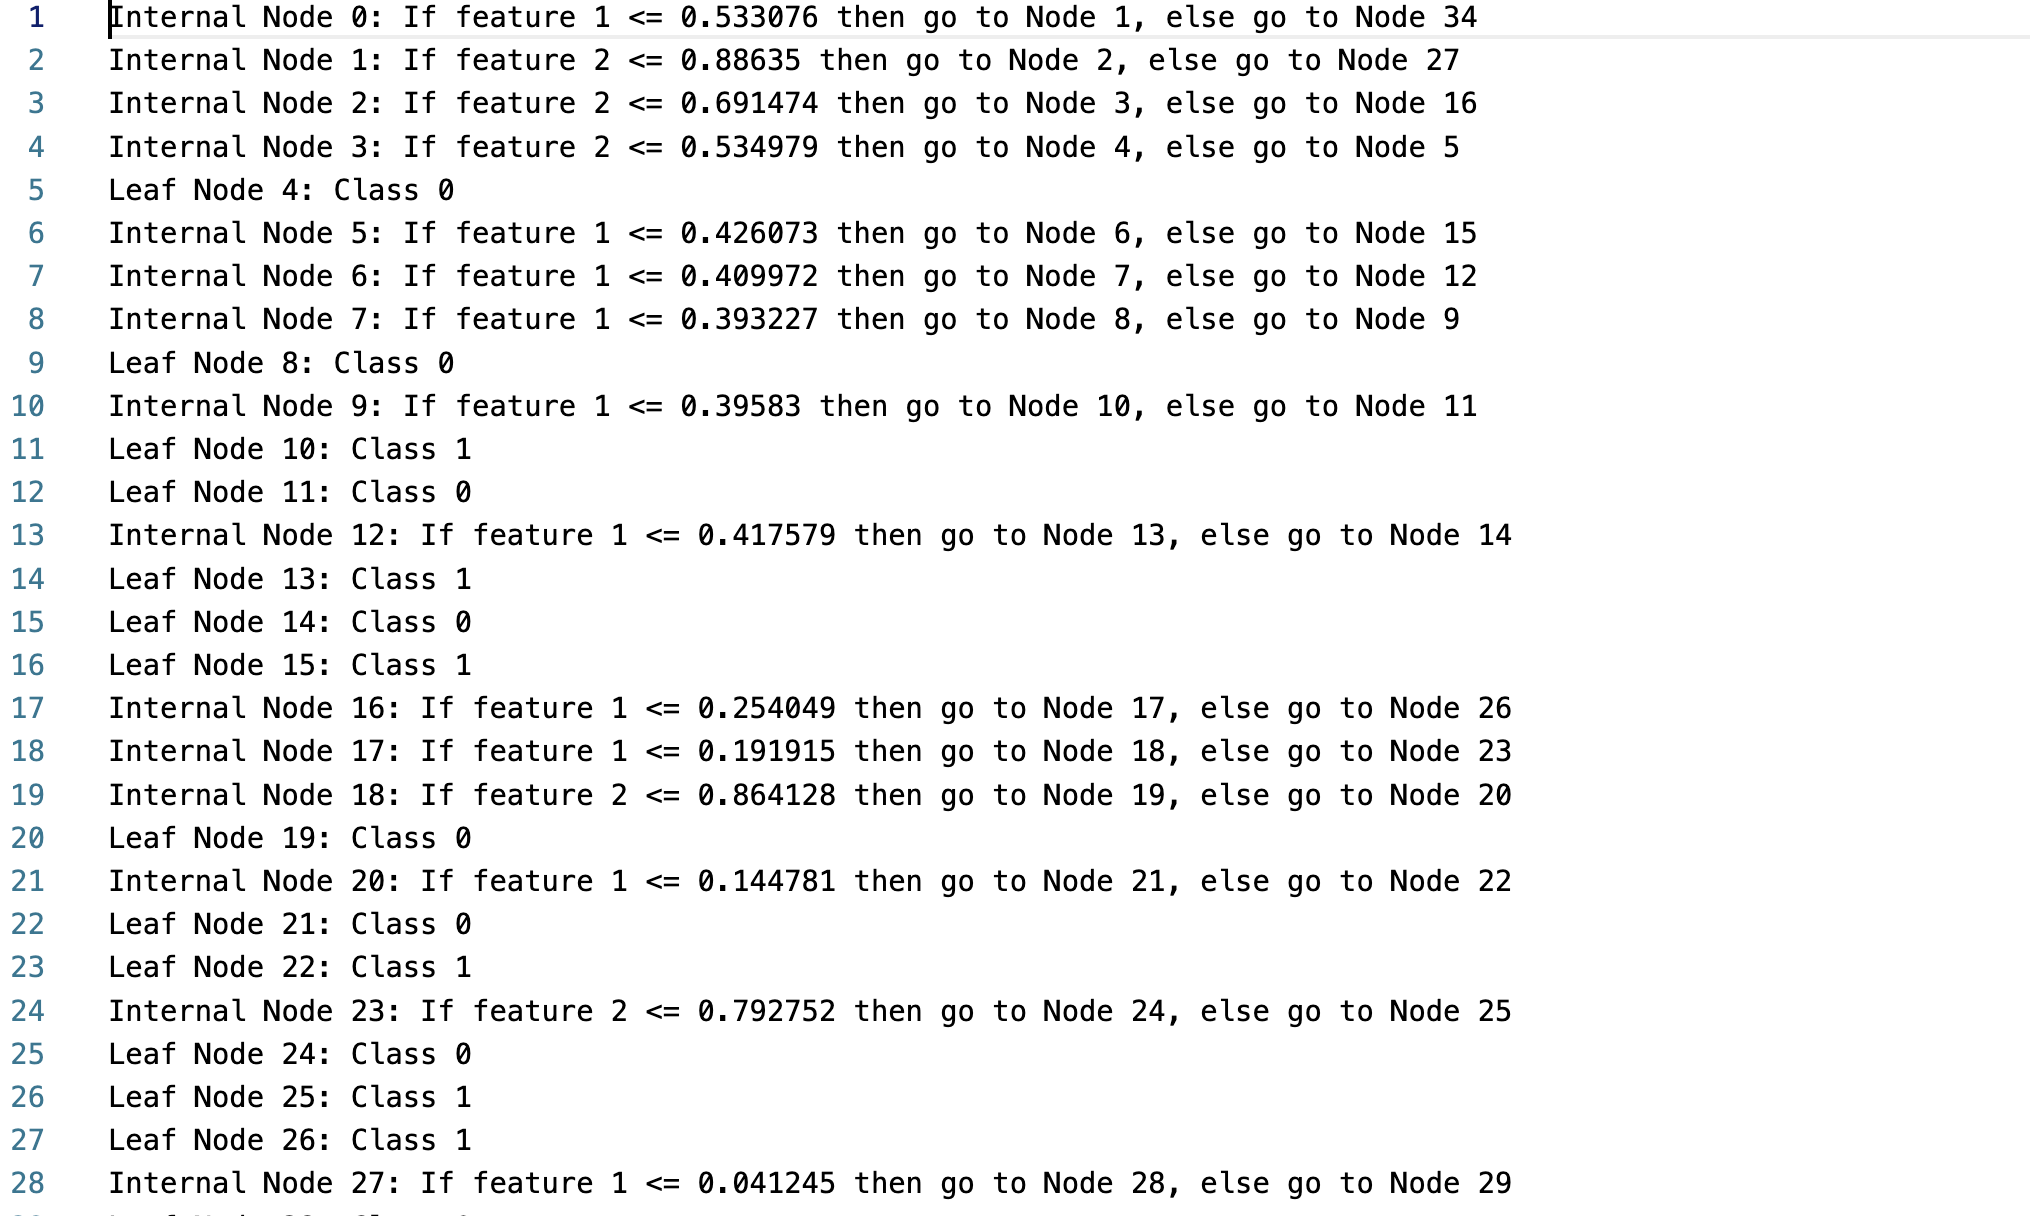 1 Internal Node 0: If feature 1 <= 0.533076 then go to Node 1, else go to Node 34
2 Internal Node 1: If feature 2 <= 0.88635 then go to Node 2, else go to Node 27
3 Internal Node 2: If feature 2 <= 0.691474 then go to Node 3, else go to Node 16
4 Internal Node 3: If feature 2 <= 0.534979 then go to Node 4, else go to Node 5
5 Leaf Node 4: Class 0
6 Internal Node 5: If feature 1 <= 0.426073 then go to Node 6, else go to Node 15
7 Internal Node 6: If feature 1 <= 0.409972 then go to Node 7, else go to Node 12
8 Internal Node 7: If feature 1 <= 0.393227 then go to Node 8, else go to Node 9
9 Leaf Node 8: Class 0
10 Internal Node 9: If feature 1 <= 0.39583 then go to Node 10, else go to Node 11
11 Leaf Node 10: Class 1
12 Leaf Node 11: Class 0
13 Internal Node 12: If feature 1 <= 0.417579 then go to Node 13, else go to Node 14
14 Leaf Node 13: Class 1
15 Leaf Node 14: Class 0
16 Leaf Node 15: Class 1
17 Internal Node 16: If feature 1 <= 0.254049 then go to Node 17, else go to Node 26
18 Internal Node 17: If feature 1 <= 0.191915 then go to Node 18, else go to Node 23
19 Internal Node 18: If feature 2 <= 0.864128 then go to Node 19, else go to Node 20
20 Leaf Node 19: Class 0
21 Internal Node 20: If feature 1 <= 0.144781 then go to Node 21, else go to Node 22
22 Leaf Node 21: Class 0
23 Leaf Node 22: Class 1
24 Internal Node 23: If feature 2 <= 0.792752 then go to Node 24, else go to Node 25
25 Leaf Node 24: Class 0
26 Leaf Node 25: Class 1
27 Leaf Node 26: Class 1
28 Internal Node 27: If feature 1 <= 0.041245 then go to Node 28, else go to Node 29